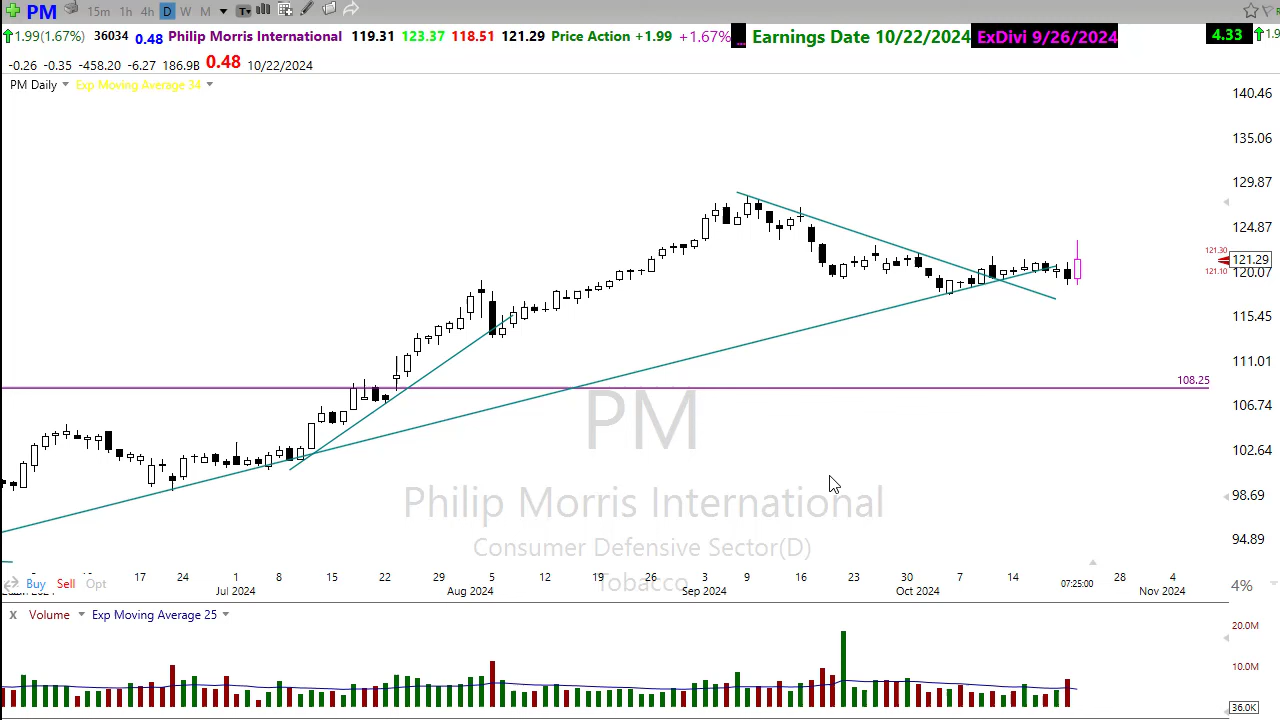 PM 15m 1h 4h D W M T
1.99(1.67%) 36034 0.48 Philip Morris International 119.31 123.37 118.51 121.29 Price Action +1.99 +1.67% ... Earnings Date 10/22/2024 ExDivi 9/26/2024 4.33 1.9
-0.26 -0.35 -458.20 -6.27 186.9B 0.48 10/22/2024
PM Daily Exp Moving Average 34
140.46
135.06
129.87
124.87
121.30
121.29
121.10
120.07
115.45
111.01
108.25
106.74
102.64
98.69
94.89
PM
Philip Morris International
Consumer Defensive Sector(D)
Tobacco
17 24 1 8 15 22 29 5 12 19 26 3 9 16 23 30 7 14 07:25:00 28 4
Buy Sell Opt 4%
Jul 2024 Aug 2024 Sep 2024 Oct 2024 Nov 2024
X Volume Exp Moving Average 25
20.0M
10.0M
36.0K